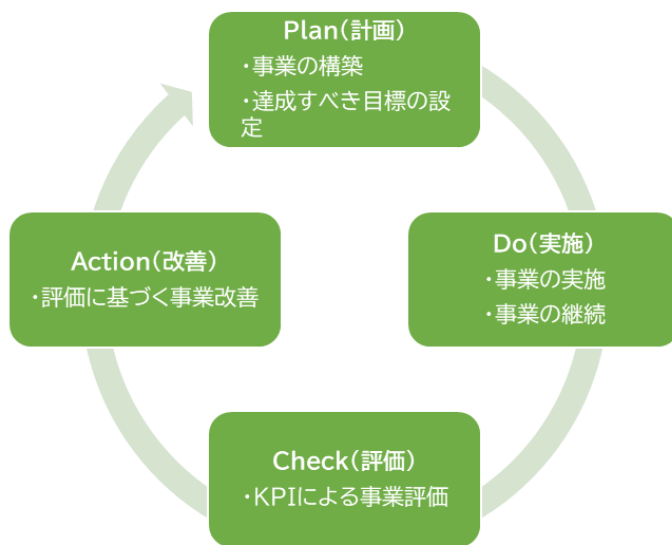 Plan(計画)
・事業の構築
・達成すべき目標の設
定
Do(実施)
・事業の実施
・事業の継続
Check(評価)
・KPIによる事業評価
Action(改善)
・評価に基づく事業改善